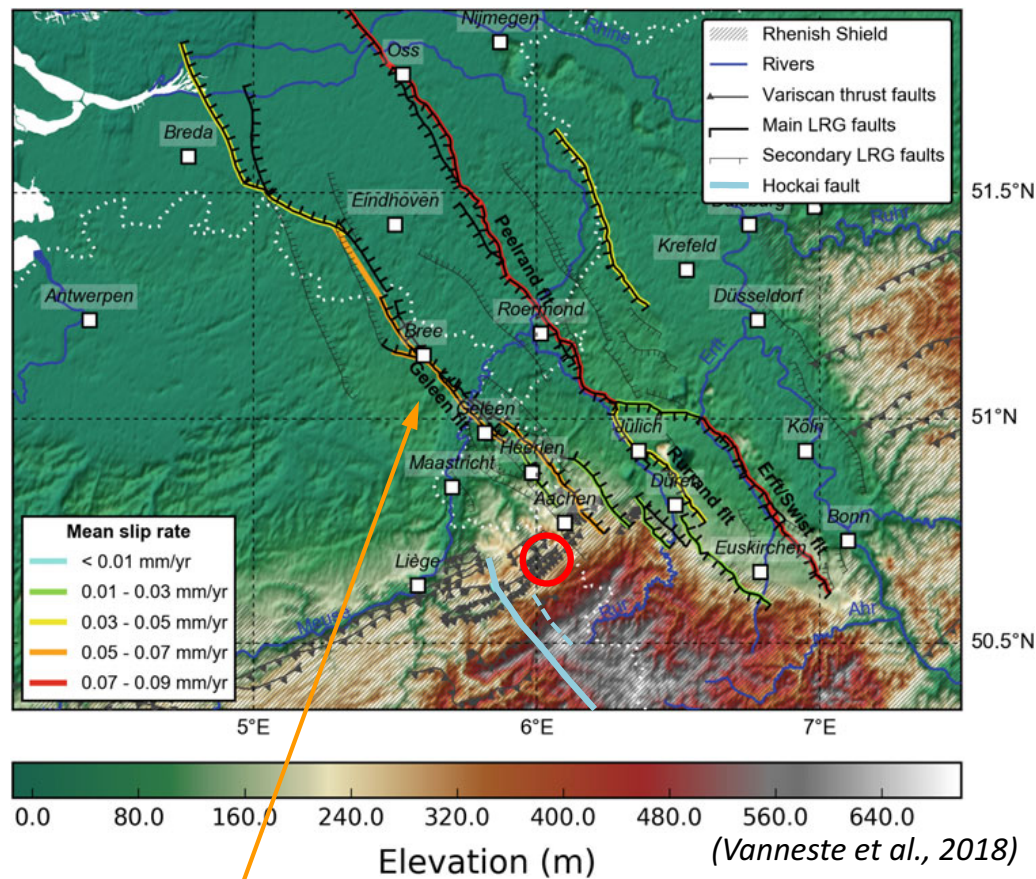 Nijmegen
Oss
Rhine
Breda
Eindhoven
Antwerpen
Peelrand flt
Krefeld
Ruhr
Düsseldorf
Roermond
Erft
Bree
Geleen flt
Geleen
Heerlen
Maastricht
Jülich
Köln
Rurrand flt
Erft/Swist flt
Aachen
Bonn
Liège
Euskirchen
Rur
Ahr
Rhenish Shield
Rivers
Variscan thrust faults
Main LRG faults
Secondary LRG faults
Hockai fault
51.5°N
51°N
50.5°N
Mean slip rate
< 0.01 mm/yr
0.01 - 0.03 mm/yr
0.03 - 0.05 mm/yr
0.05 - 0.07 mm/yr
0.07 - 0.09 mm/yr
5°E 6°E 7°E
0.0 80.0 160.0 240.0 320.0 400.0 480.0 560.0 640.0
Elevation (m)
(Vanneste et al., 2018)